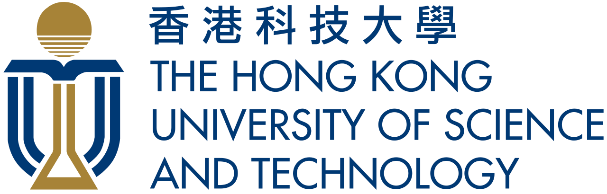 香港科技大學
THE HONG KONG
UNIVERSITY OF SCIENCE
AND TECHNOLOGY